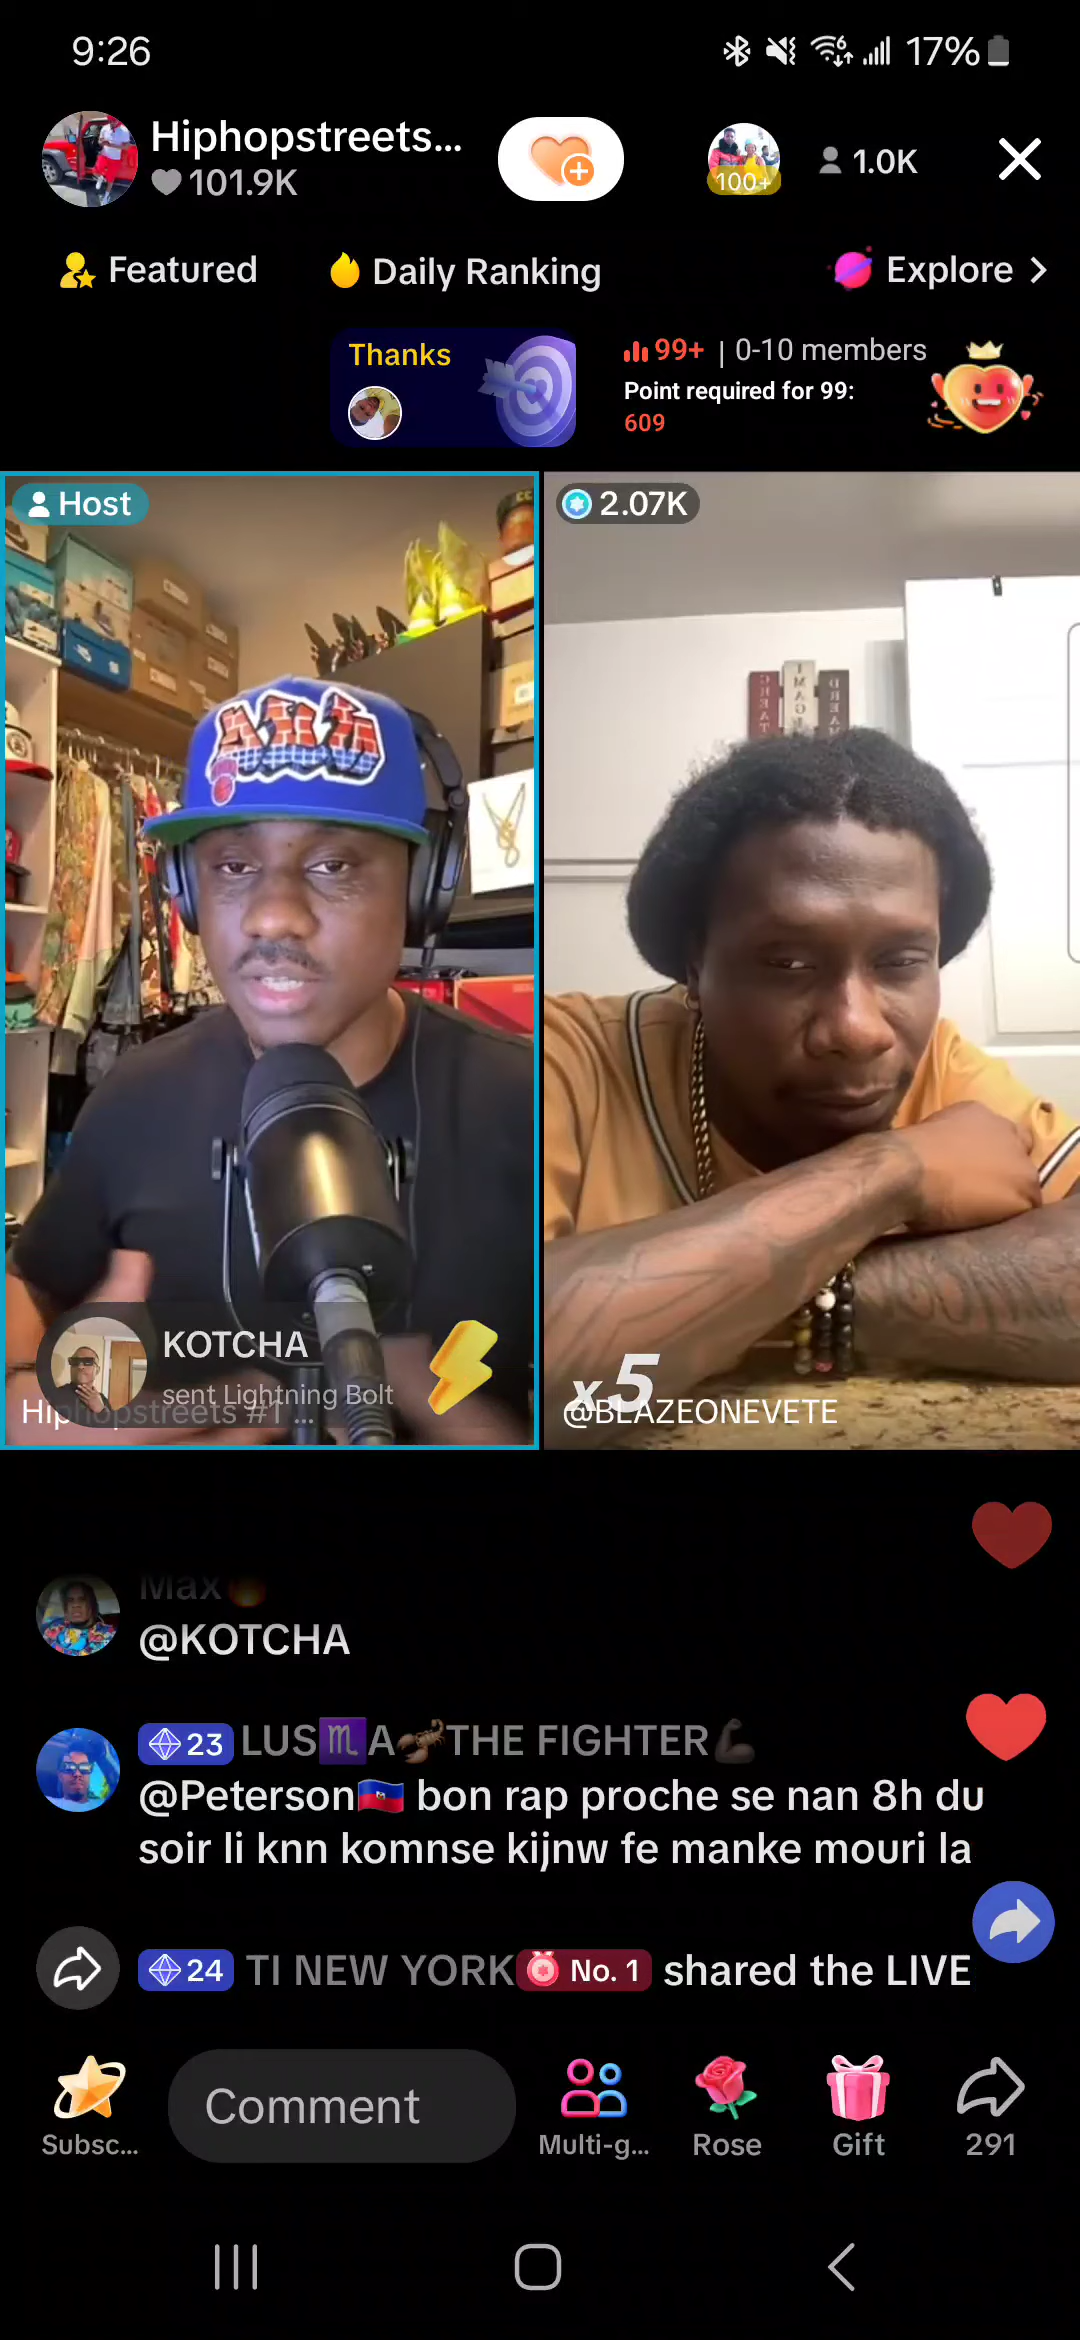 9:26
17%
Hiphopstreets...
101.9K
100+
1.0K
Featured
Daily Ranking
Explore
Thanks
99+ | 0-10 members
Point required for 99:
609
Host
2.07K
KOTCHA
sent Lightning Bolt
Hiphopstreets #1 ...
x5
@BLAZEONEVETE
Max🔥
@KOTCHA
23 LUS♏A🦂THE FIGHTER💪🏿
@Peterson🇭🇹 bon rap proche se nan 8h du
soir li knn komnse kijnw fe manke mouri la
24 TI NEW YORK No. 1 shared the LIVE
Subsc...
Comment
Multi-g...
Rose
Gift
291